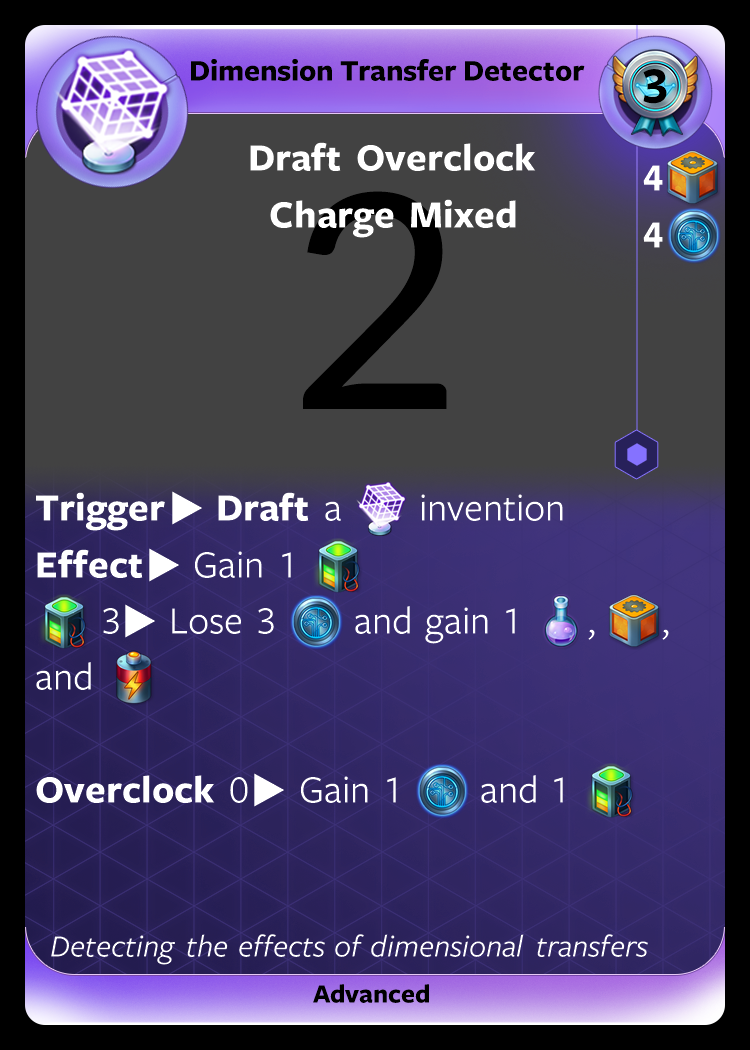 Dimension Transfer Detector
3
Draft Overclock
Charge Mixed
4
4
2
Trigger▶ Draft a invention
Effect▶ Gain 1
3▶ Lose 3 and gain 1 , ,
and
Overclock 0▶ Gain 1 and 1
Detecting the effects of dimensional transfers
Advanced